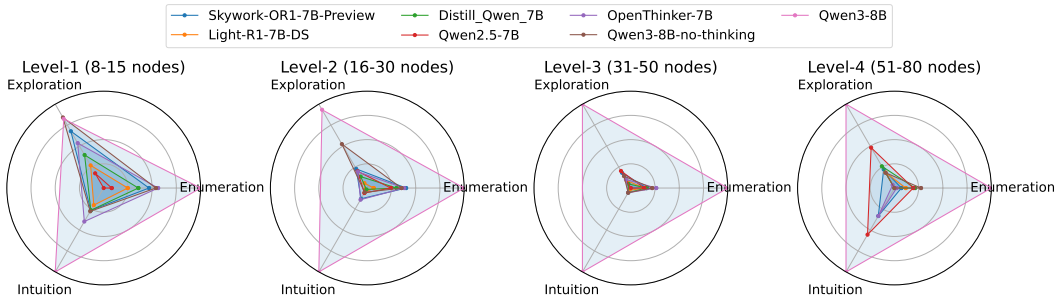 Skywork-OR1-7B-Preview Distill_Qwen_7B OpenThinker-7B Qwen3-8B
Light-R1-7B-DS Qwen2.5-7B Qwen3-8B-no-thinking
Level-1 (8-15 nodes)
Exploration
Enumeration
Intuition
Level-2 (16-30 nodes)
Exploration
Enumeration
Intuition
Level-3 (31-50 nodes)
Exploration
Enumeration
Intuition
Level-4 (51-80 nodes)
Exploration
Enumeration
Intuition